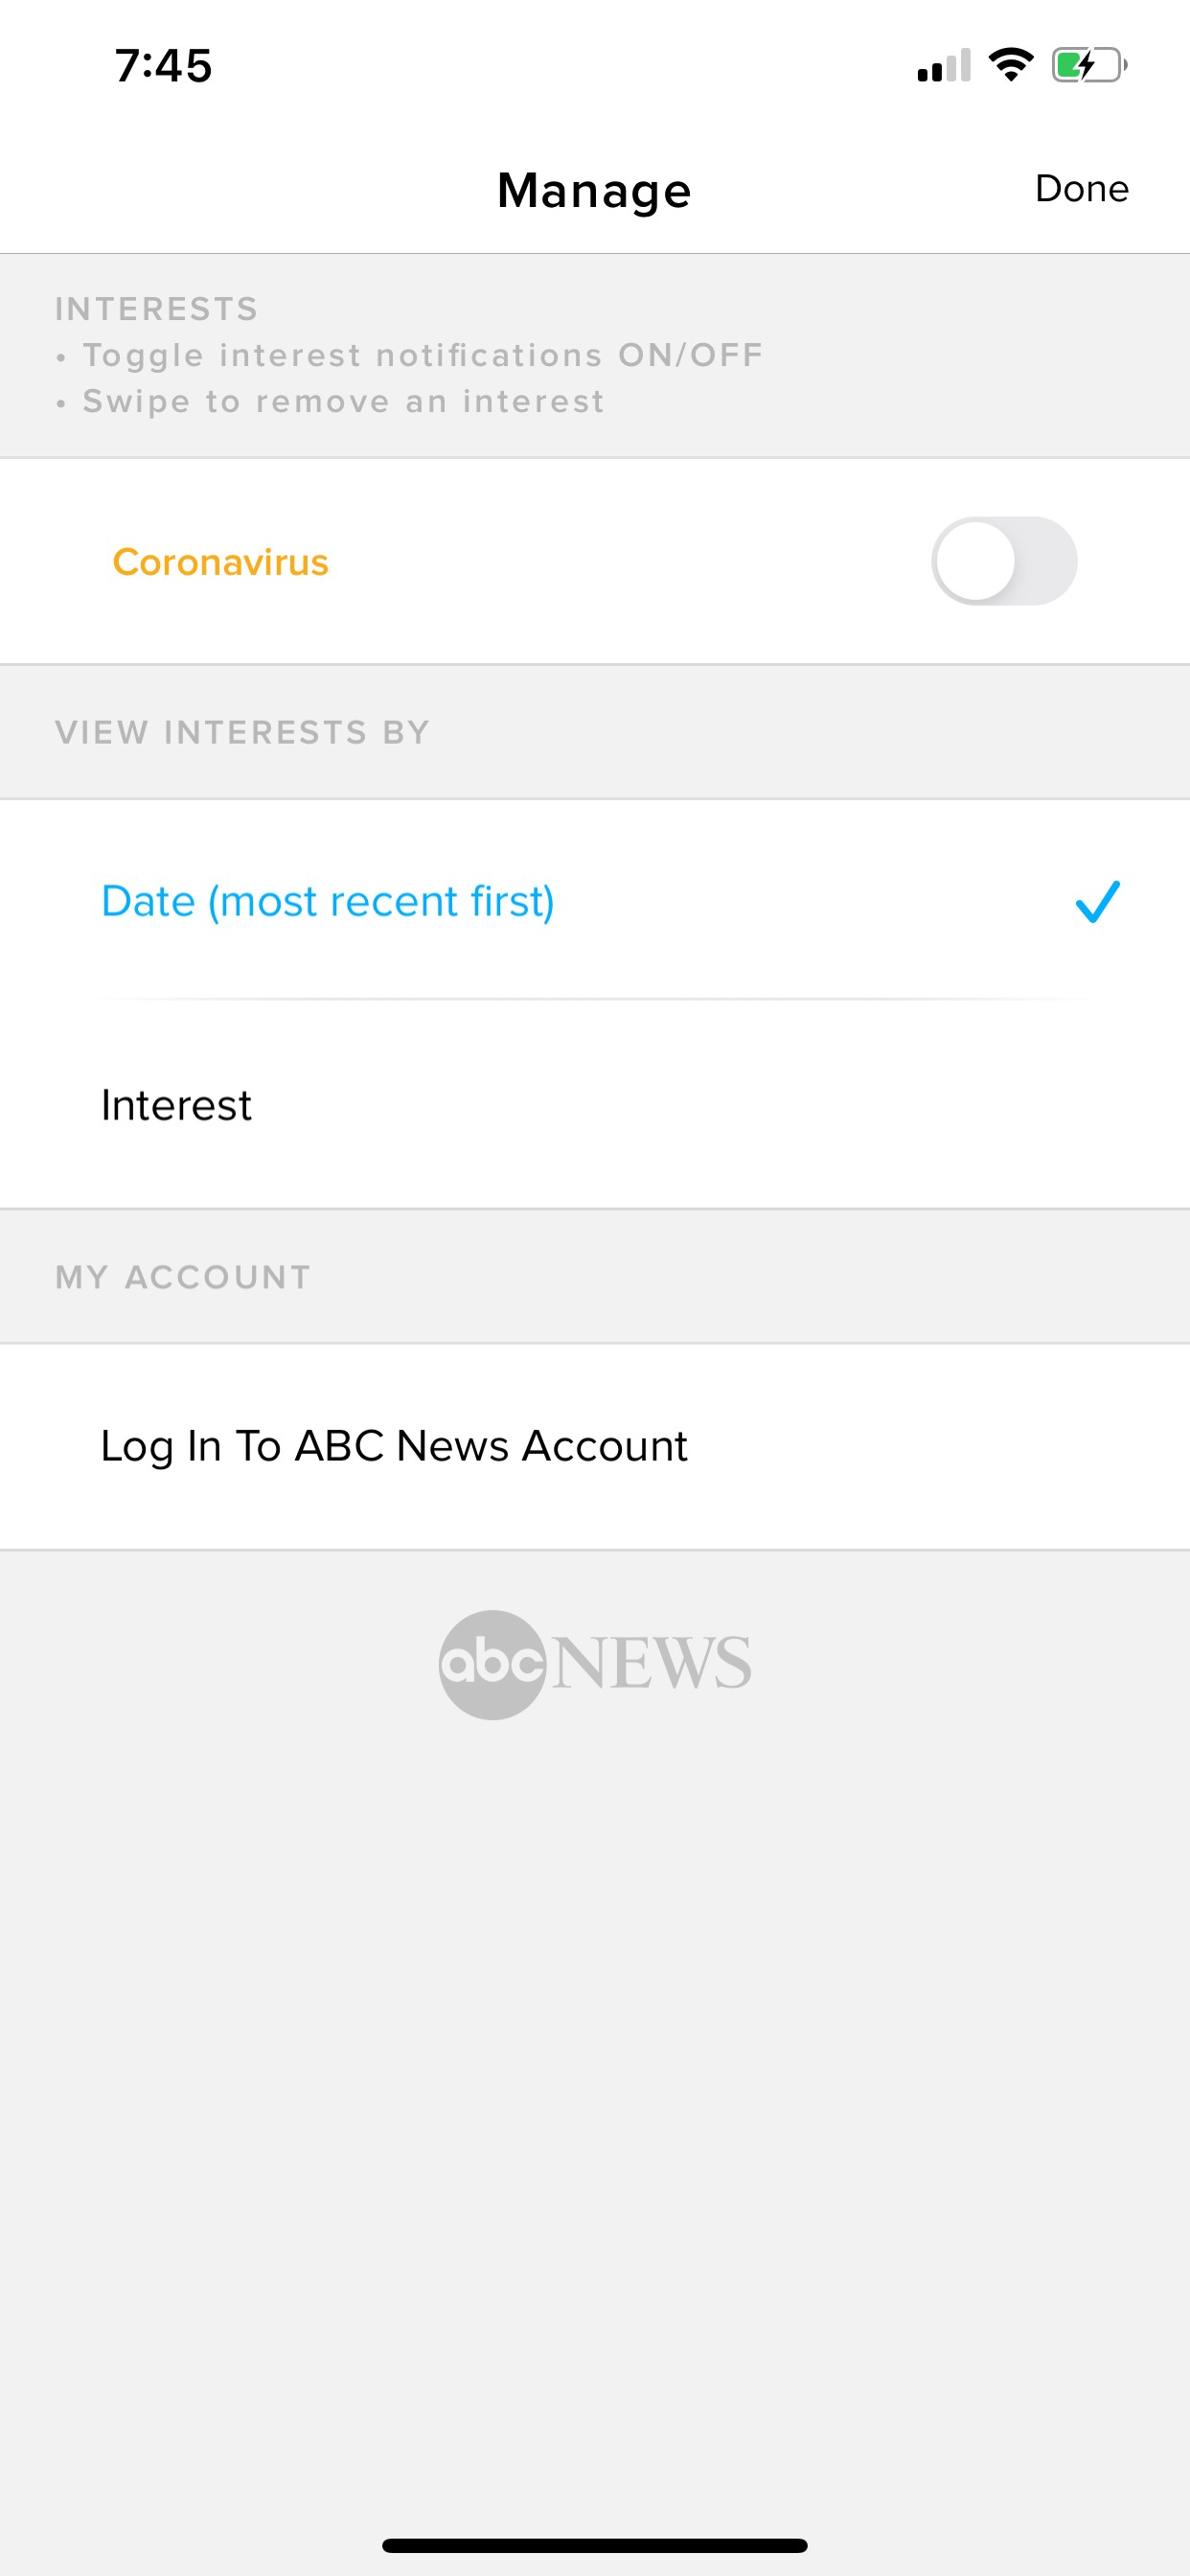 7:45
Manage
Done
INTERESTS
• Toggle interest notifications ON/OFF
• Swipe to remove an interest
Coronavirus
VIEW INTERESTS BY
Date (most recent first)
Interest
MY ACCOUNT
Log In To ABC News Account
abc NEWS